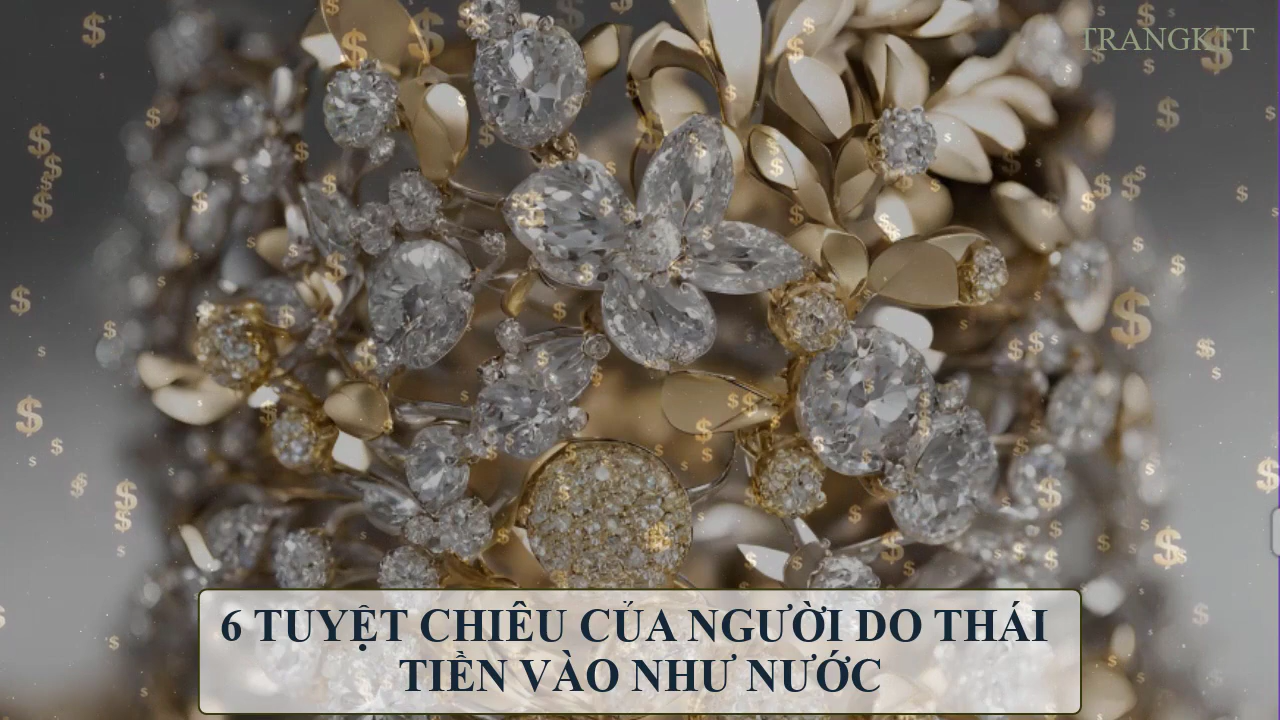 TRANGKTT
6 TUYỆT CHIÊU CỦA NGƯỜI DO THÁI
TIỀN VÀO NHƯ NƯỚC